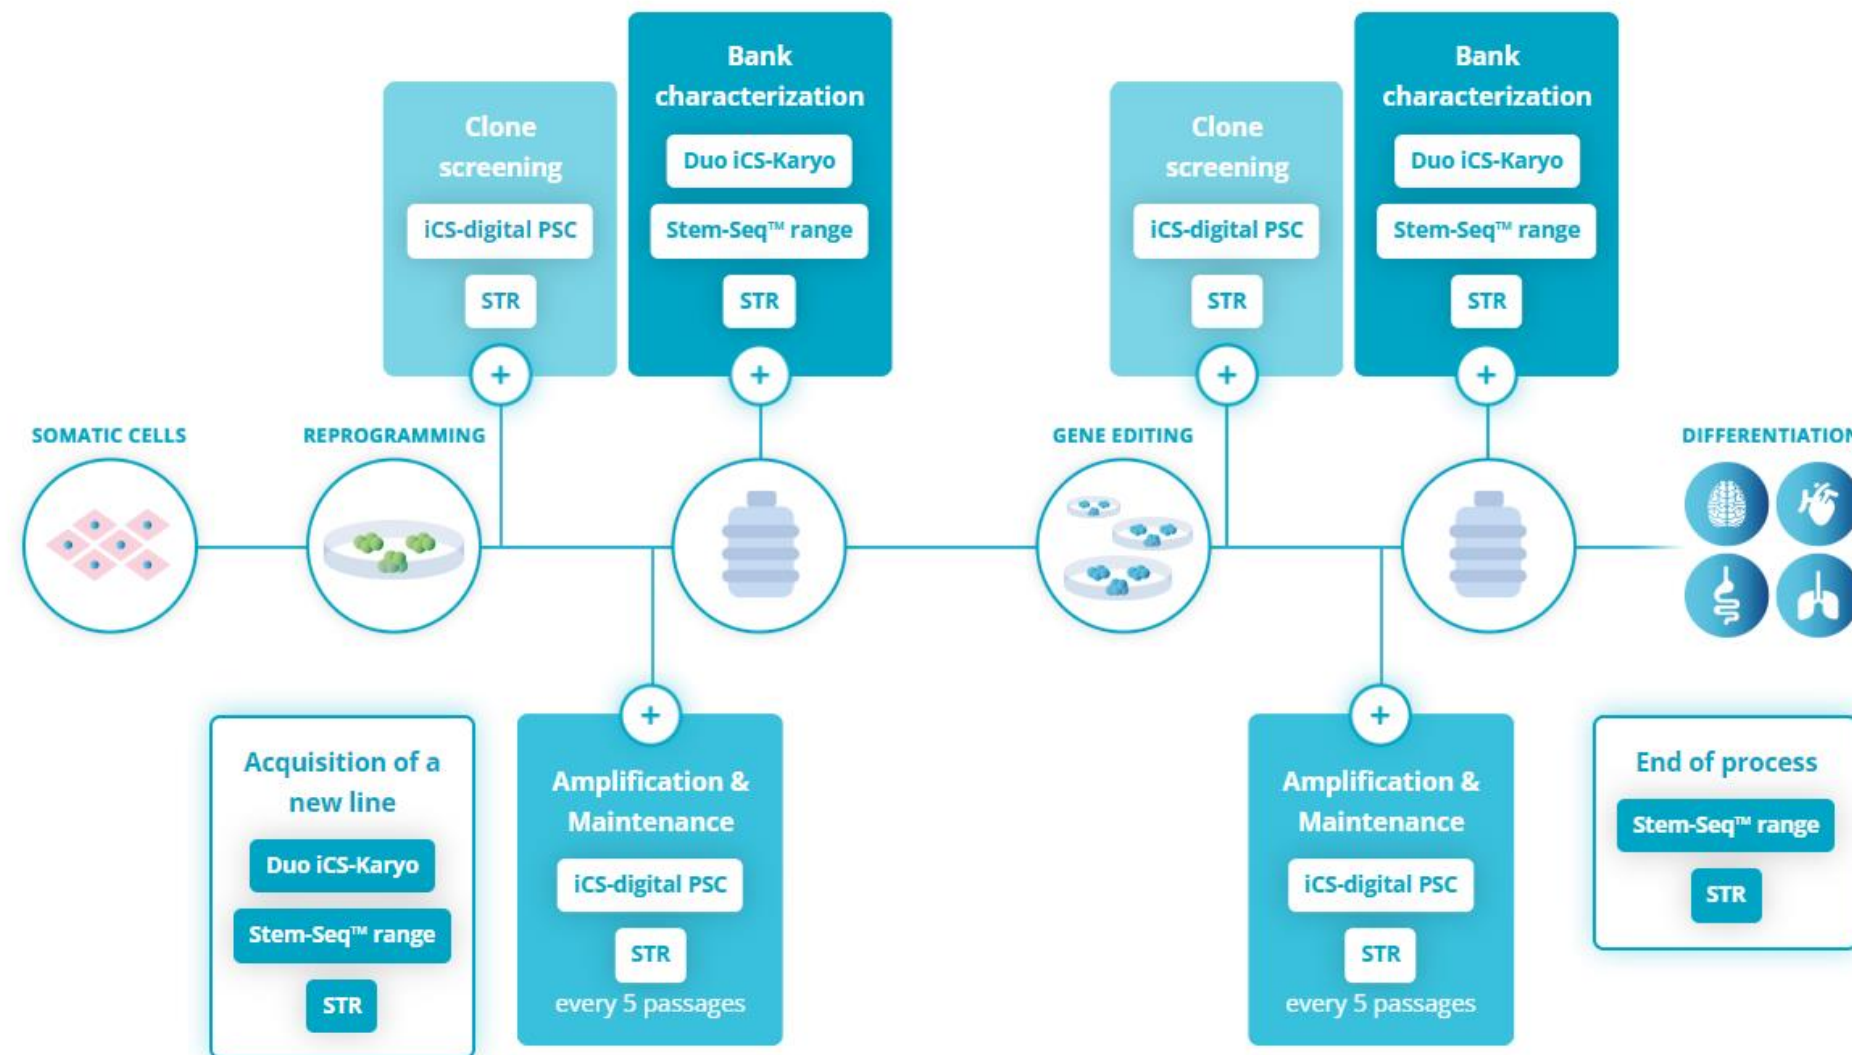 Clone
screening
iCS-digital PSC
STR
+
Bank
characterization
Duo iCS-Karyo
Stem-Seq™ range
STR
+
Clone
screening
iCS-digital PSC
STR
+
Bank
characterization
Duo iCS-Karyo
Stem-Seq™ range
STR
+
SOMATIC CELLS
REPROGRAMMING
GENE EDITING
DIFFERENTIATION
Acquisition of a
new line
Duo iCS-Karyo
Stem-Seq™ range
STR
+
Amplification &
Maintenance
iCS-digital PSC
STR
every 5 passages
+
Amplification &
Maintenance
iCS-digital PSC
STR
every 5 passages
End of process
Stem-Seq™ range
STR